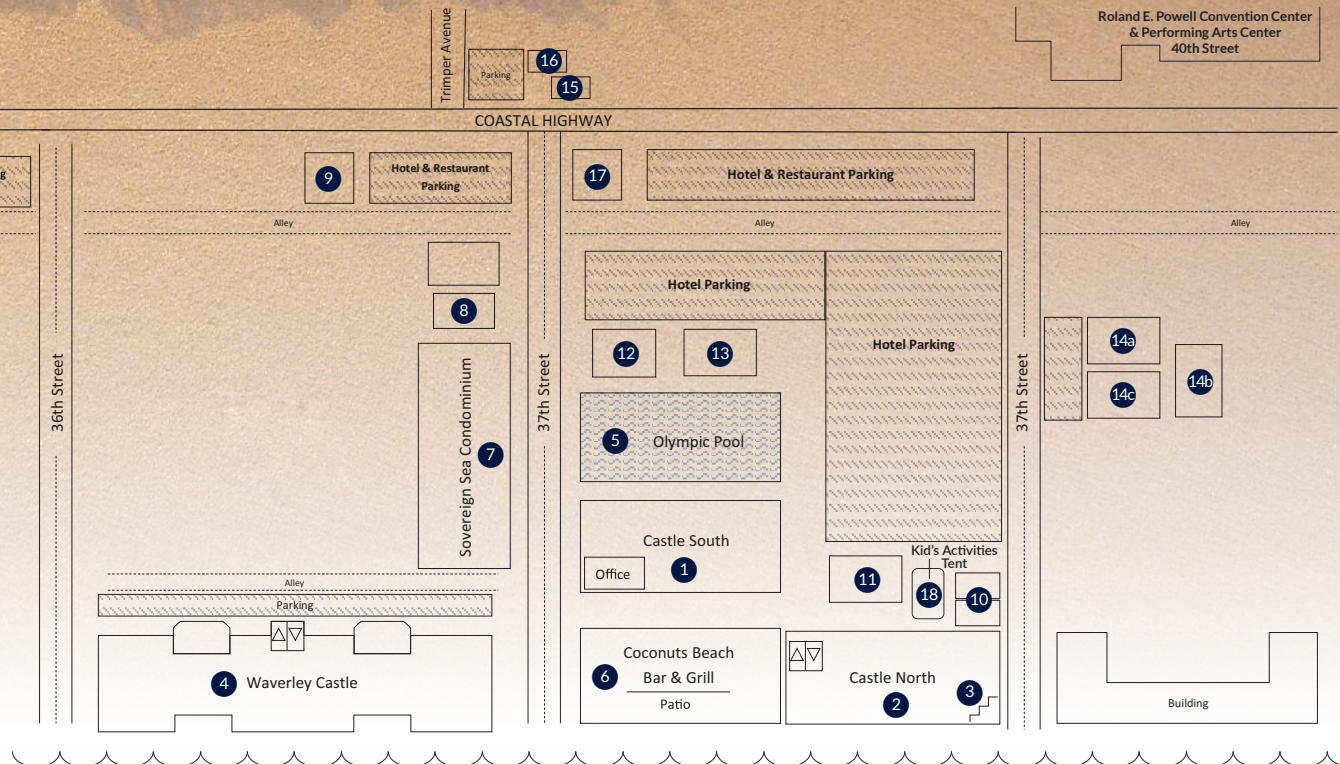 Roland E. Powell Convention Center
& Performing Arts Center
40th Street
Trimper Avenue
Parking
16
15
COASTAL HIGHWAY
g
9
Hotel & Restaurant
Parking
17
Hotel & Restaurant Parking
Alley
Alley
Alley
Hotel Parking
8
Hotel Parking
12
13
14a
14b
14c
36th Street
37th Street
37th Street
Sovereign Sea Condominium
7
5
Olympic Pool
Castle South
Office
1
Kid's Activities
Tent
11
18
10
Alley
Parking
4
Waverley Castle
Coconuts Beach
6
Bar & Grill
Patio
Castle North
2
3
Building